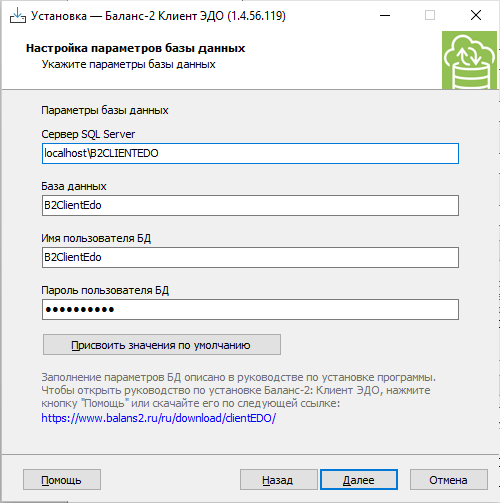 Установка — Баланс-2 Клиент ЭДО (1.4.56.119)
Настройка параметров базы данных
Укажите параметры базы данных
Параметры базы данных
Сервер SQL Server
localhost\B2CLIENTEDO
База данных
B2ClientEdo
Имя пользователя БД
B2ClientEdo
Пароль пользователя БД
●●●●●●●●●●
Присвоить значения по умолчанию
Заполнение параметров БД описано в руководстве по установке программы.
Чтобы открыть руководство по установке Баланс-2: Клиент ЭДО, нажмите
кнопку "Помощь" или скачайте его по следующей ссылке:
https://www.balans2.ru/ru/download/clientEDO/
Помощь Назад Далее Отмена